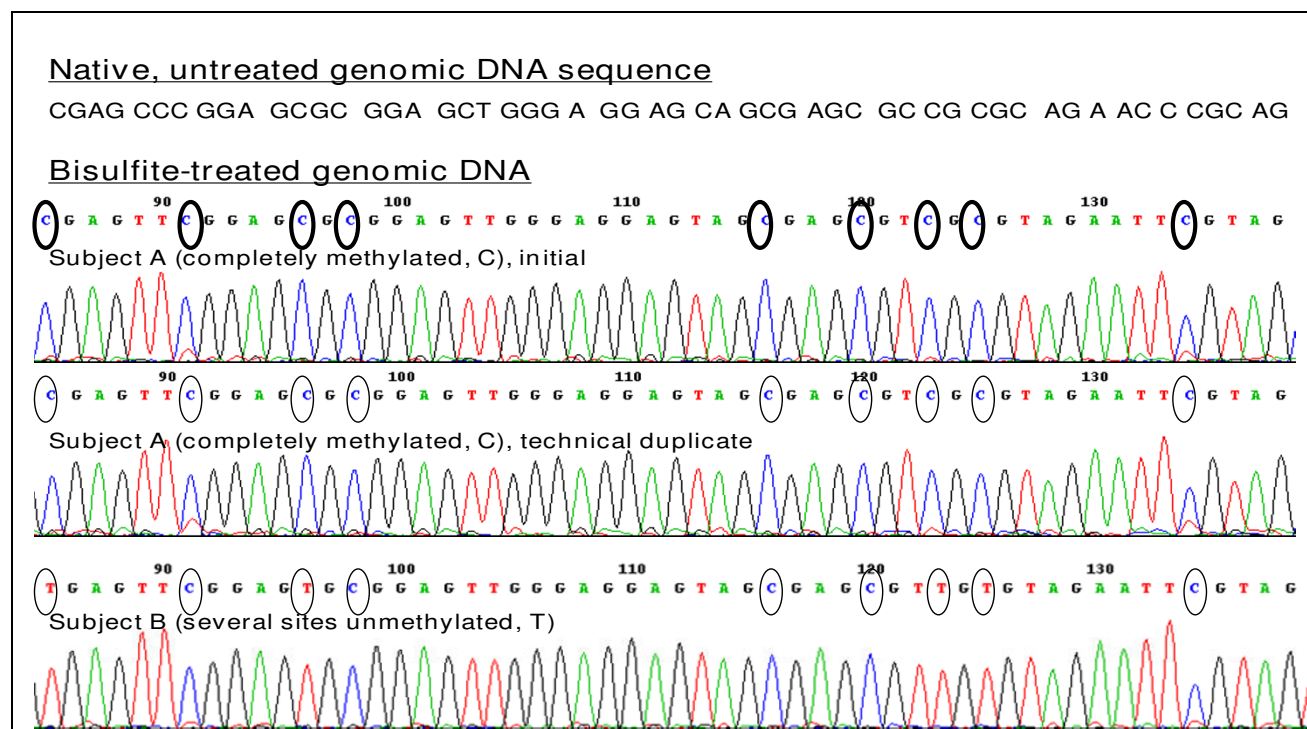 Native, untreated genomic DNA sequence
CGAG CCC GGA GCGC GGA GCT GGG A GG AG CA GCG AGC GC CG CGC AG A AC C CGC AG
Bisulfite-treated genomic DNA
90 100 110 120 130
C G A G T T C G G A G C G C G G A G T T G G G A G G A G T A G C G A G C G T C G C G T A G A A T T C G T A G
Subject A (completely methylated, C), initial
90 100 110 120 130
C G A G T T C G G A G C G C G G A G T T G G G A G G A G T A G C G A G C G T C G C G T A G A A T T C G T A G
Subject A (completely methylated, C), technical duplicate
90 100 110 120 130
T G A G T T C G G A G T G C G G A G T T G G G A G G A G T A G C G A G C G T T G T G T A G A A T T C G T A G
Subject B (several sites unmethylated, T)